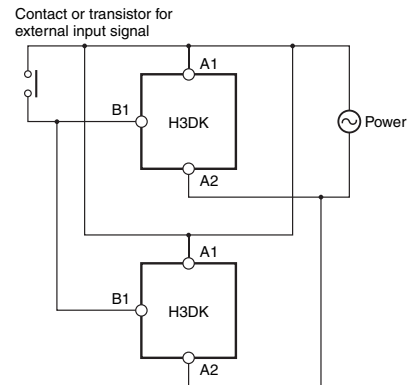 Contact or transistor for
external input signal
A1
B1
H3DK
Power
A2
A1
B1
H3DK
A2